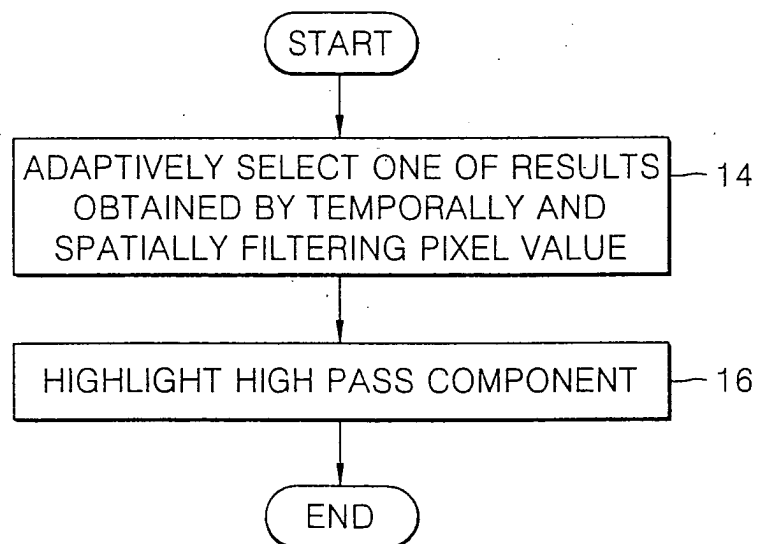 START
ADAPTIVELY SELECT ONE OF RESULTS
OBTAINED BY TEMPORALLY AND
SPATIALLY FILTERING PIXEL VALUE
14
HIGHLIGHT HIGH PASS COMPONENT
16
END